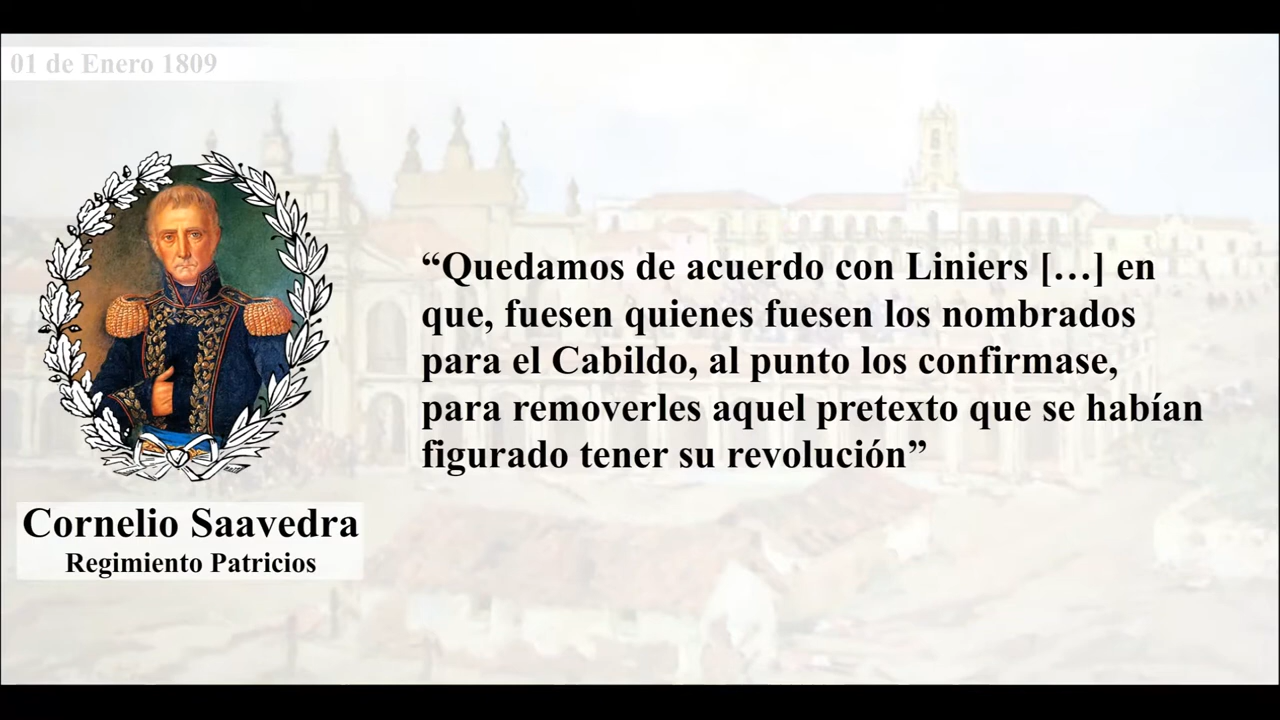 01 de Enero 1809
“Quedamos de acuerdo con Liniers […] en
que, fuesen quienes fuesen los nombrados
para el Cabildo, al punto los confirmase,
para removerles aquel pretexto que se habían
figurado tener su revolución”
Cornelio Saavedra
Regimiento Patricios